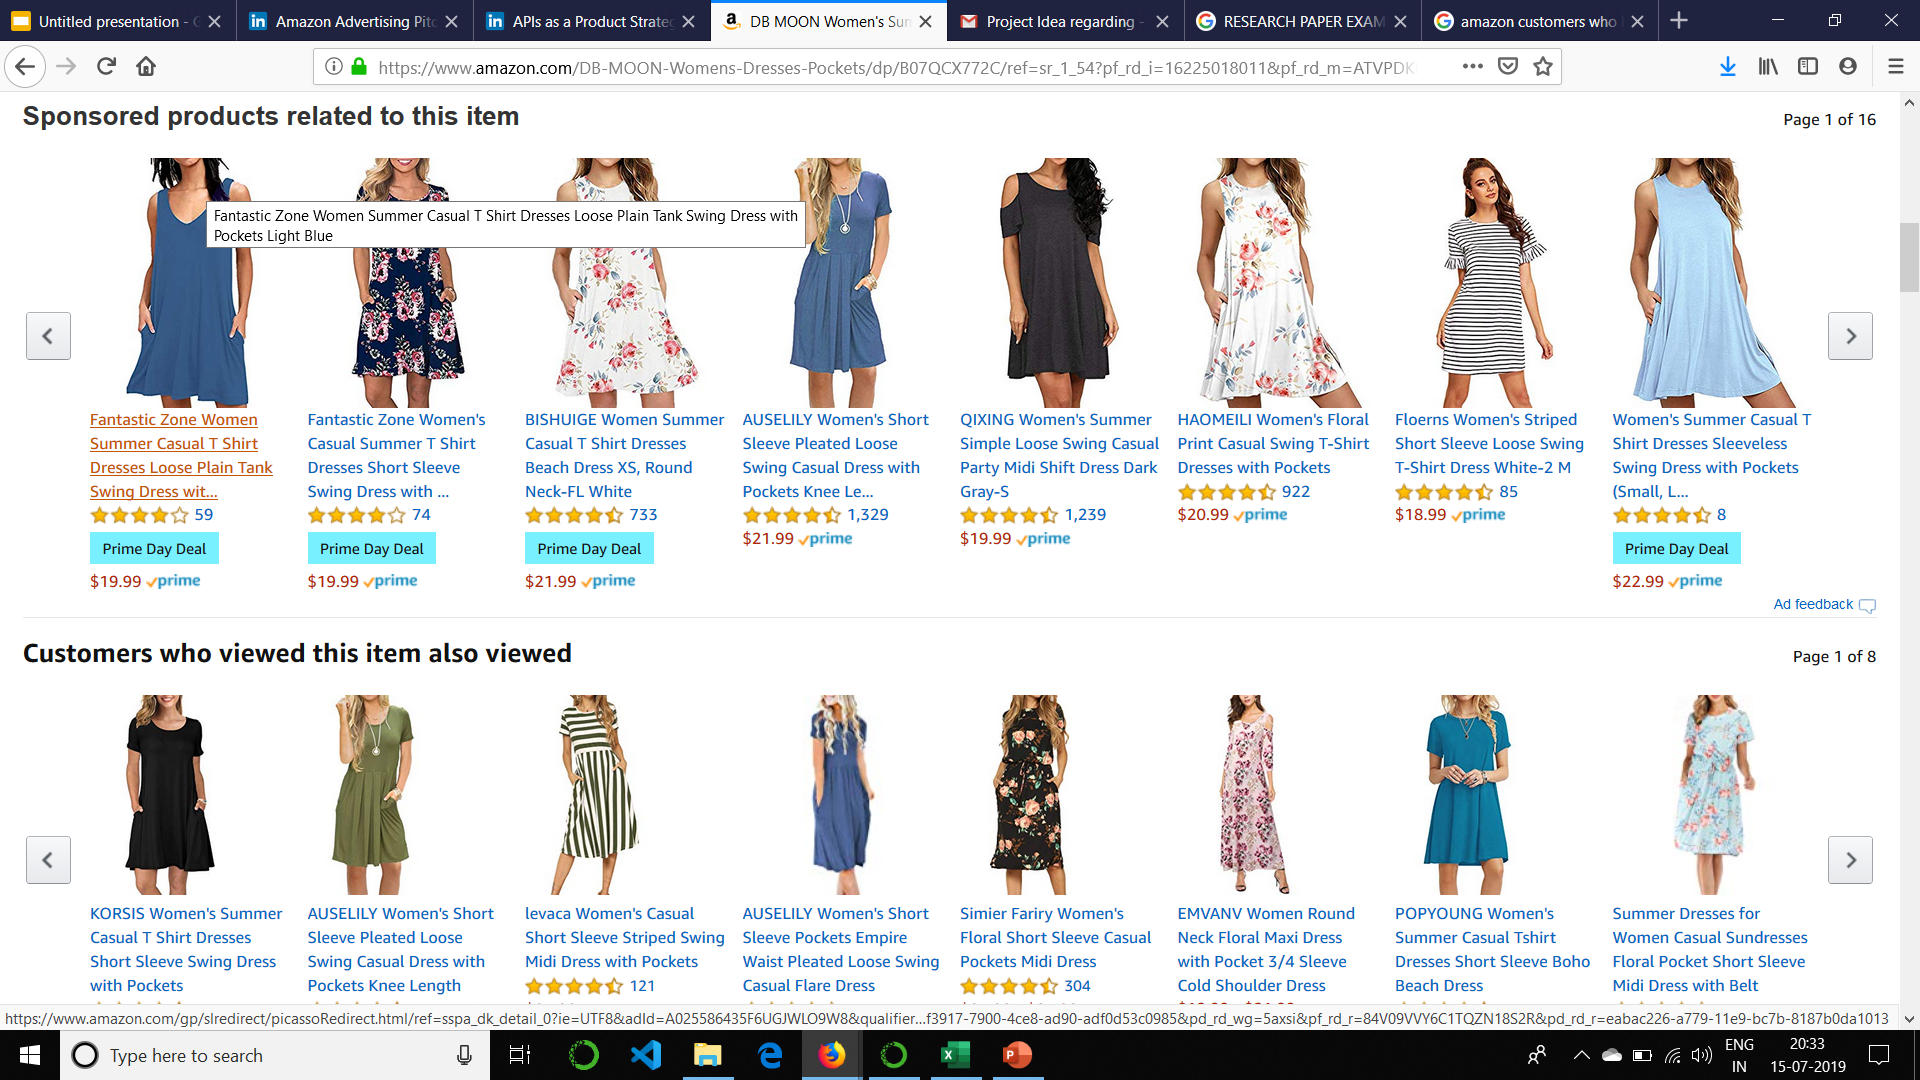 Untitled presentation - G
Amazon Advertising Pitc
APIs as a Product Strateg
DB MOON Women's Sum
Project Idea regarding -
RESEARCH PAPER EXAM
amazon customers who
https://www.amazon.com/DB-MOON-Womens-Dresses-Pockets/dp/B07QCX772C/ref=sr_1_54?pf_rd_i=16225018011&pf_rd_m=ATVPDK
Sponsored products related to this item
Page 1 of 16
Fantastic Zone Women Summer Casual T Shirt Dresses Loose Plain Tank Swing Dress with
Pockets Light Blue
Fantastic Zone Women
Summer Casual T Shirt
Dresses Loose Plain Tank
Swing Dress wit...
59
Prime Day Deal
$19.99 prime
Fantastic Zone Women's
Casual Summer T Shirt
Dresses Short Sleeve
Swing Dress with ...
74
Prime Day Deal
$19.99 prime
BISHUIGE Women Summer
Casual T Shirt Dresses
Beach Dress XS, Round
Neck-FL White
733
Prime Day Deal
$21.99 prime
AUSELILY Women's Short
Sleeve Pleated Loose
Swing Casual Dress with
Pockets Knee Le...
1,329
$21.99 prime
QIXING Women's Summer
Simple Loose Swing Casual
Party Midi Shift Dress Dark
Gray-S
1,239
$19.99 prime
HAOMEILI Women's Floral
Print Casual Swing T-Shirt
Dresses with Pockets
922
$20.99 prime
Floerns Women's Striped
Short Sleeve Loose Swing
T-Shirt Dress White-2 M
85
$18.99 prime
Women's Summer Casual T
Shirt Dresses Sleeveless
Swing Dress with Pockets
(Small, L...
8
Prime Day Deal
$22.99 prime
Ad feedback
Customers who viewed this item also viewed
Page 1 of 8
KORSIS Women's Summer
Casual T Shirt Dresses
Short Sleeve Swing Dress
with Pockets
AUSELILY Women's Short
Sleeve Pleated Loose
Swing Casual Dress with
Pockets Knee Length
levaca Women's Casual
Short Sleeve Striped Swing
Midi Dress with Pockets
121
AUSELILY Women's Short
Sleeve Pockets Empire
Waist Pleated Loose Swing
Casual Flare Dress
Simier Fariry Women's
Floral Short Sleeve Casual
Pockets Midi Dress
304
EMVANV Women Round
Neck Floral Maxi Dress
with Pocket 3/4 Sleeve
Cold Shoulder Dress
POPYOUNG Women's
Summer Casual Tshirt
Dresses Short Sleeve Boho
Beach Dress
Summer Dresses for
Women Casual Sundresses
Floral Pocket Short Sleeve
Midi Dress with Belt
https://www.amazon.com/gp/slredirect/picassoRedirect.html/ref=sspa_dk_detail_0?ie=UTF8&adId=A025586435F6UGJWLO9W8&qualifier...f3917-7900-4ce8-ad90-adf0d53c0985&pd_rd_wg=5axsi&pf_rd_r=84V09VVY6C1TQZN18S2R&pd_rd_r=eabac226-a779-11e9-bc7b-8187b0da1013
Type here to search
ENG
IN
20:33
15-07-2019